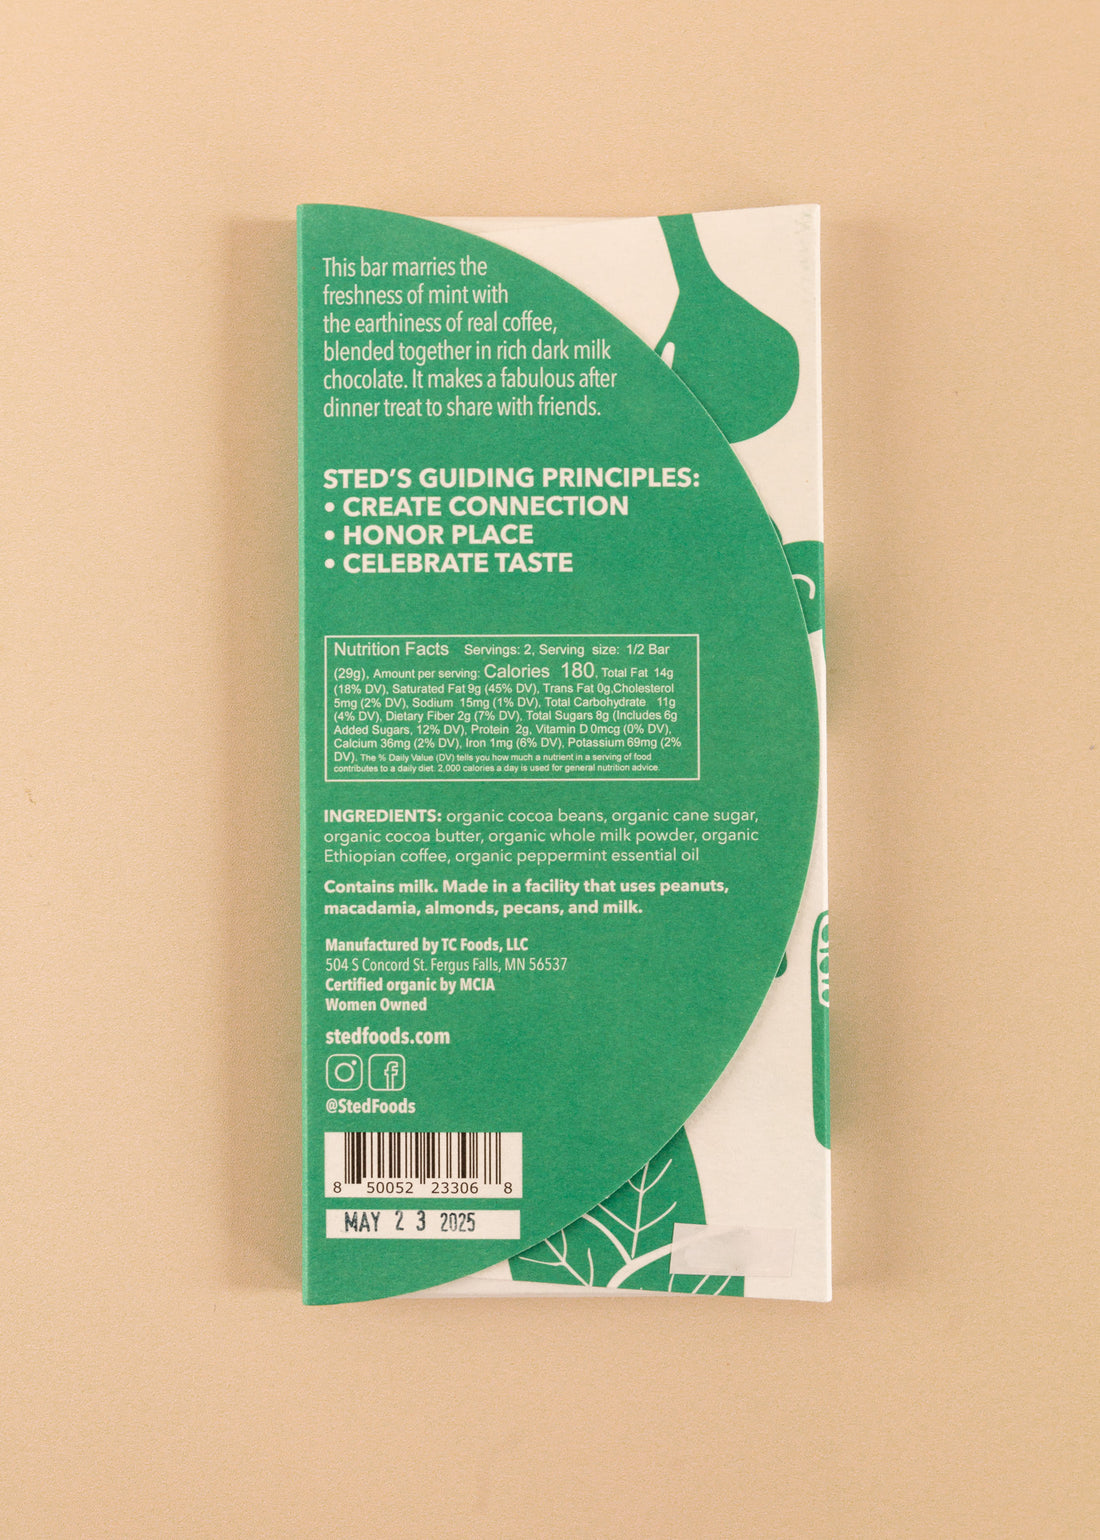 This bar marries the
freshness of mint with
the earthiness of real coffee,
blended together in rich dark milk
chocolate. It makes a fabulous after
dinner treat to share with friends.
STED'S GUIDING PRINCIPLES:
• CREATE CONNECTION
• HONOR PLACE
• CELEBRATE TASTE
Nutrition Facts Servings: 2, Serving size: 1/2 Bar
(29g), Amount per serving: Calories 180, Total Fat 14g
(18% DV), Saturated Fat 9g (45% DV), Trans Fat 0g,Cholesterol
5mg (2% DV), Sodium 15mg (1% DV), Total Carbohydrate 11g
(4% DV), Dietary Fiber 2g (7% DV), Total Sugars 8g (Includes 6g
Added Sugars, 12% DV), Protein 2g, Vitamin D 0mcg (0% DV),
Calcium 36mg (2% DV), Iron 1mg (6% DV), Potassium 69mg (2%
DV). The % Daily Value (DV) tells you how much a nutrient in a serving of food
contributes to a daily diet. 2,000 calories a day is used for general nutrition advice.
INGREDIENTS: organic cocoa beans, organic cane sugar,
organic cocoa butter, organic whole milk powder, organic
Ethiopian coffee, organic peppermint essential oil
Contains milk. Made in a facility that uses peanuts,
macadamia, almonds, pecans, and milk.
Manufactured by TC Foods, LLC
504 S Concord St. Fergus Falls, MN 56537
Certified organic by MCIA
Women Owned
stedfoods.com
@StedFoods
8 50052 23306 8
MAY 23 2025